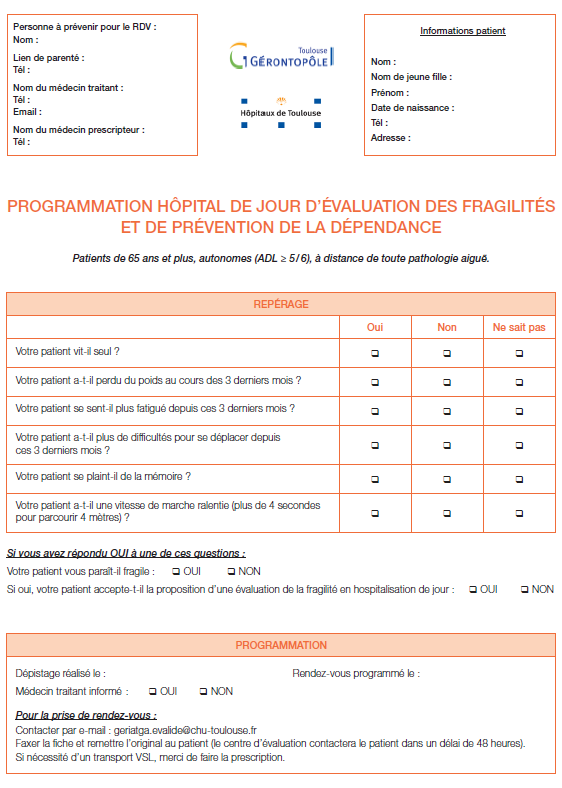 Personne à prévenir pour le RDV :
Nom :
Lien de parenté :
Tél :
Nom du médecin traitant :
Tél :
Email :
Nom du médecin prescripteur :
Tél :
Toulouse
GÉRONTOPÔLE
Hôpitaux de Toulouse
Informations patient
Nom :
Nom de jeune fille :
Prénom :
Date de naissance :
Tél :
Adresse :
PROGRAMMATION HÔPITAL DE JOUR D'ÉVALUATION DES FRAGILITÉS
ET DE PRÉVENTION DE LA DÉPENDANCE
Patients de 65 ans et plus, autonomes (ADL ≥ 5/6), à distance de toute pathologie aiguë.
REPÉRAGE
Oui Non Ne sait pas
Votre patient vit-il seul ? ❏ ❏ ❏
Votre patient a-t-il perdu du poids au cours des 3 derniers mois ? ❏ ❏ ❏
Votre patient se sent-il plus fatigué depuis ces 3 derniers mois ? ❏ ❏ ❏
Votre patient a-t-il plus de difficultés pour se déplacer depuis
ces 3 derniers mois ? ❏ ❏ ❏
Votre patient se plaint-il de la mémoire ? ❏ ❏ ❏
Votre patient a-t-il une vitesse de marche ralentie (plus de 4 secondes
pour parcourir 4 mètres) ? ❏ ❏ ❏
Si vous avez répondu OUI à une de ces questions :
Votre patient vous paraît-il fragile : ❏ OUI ❏ NON
Si oui, votre patient accepte-t-il la proposition d'une évaluation de la fragilité en hospitalisation de jour : ❏ OUI ❏ NON
PROGRAMMATION
Dépistage réalisé le : Rendez-vous programmé le :
Médecin traitant informé : ❏ OUI ❏ NON
Pour la prise de rendez-vous :
Contacter par e-mail : geriatga.evalide@chu-toulouse.fr
Faxer la fiche et remettre l'original au patient (le centre d'évaluation contactera le patient dans un délai de 48 heures).
Si nécessité d'un transport VSL, merci de faire la prescription.